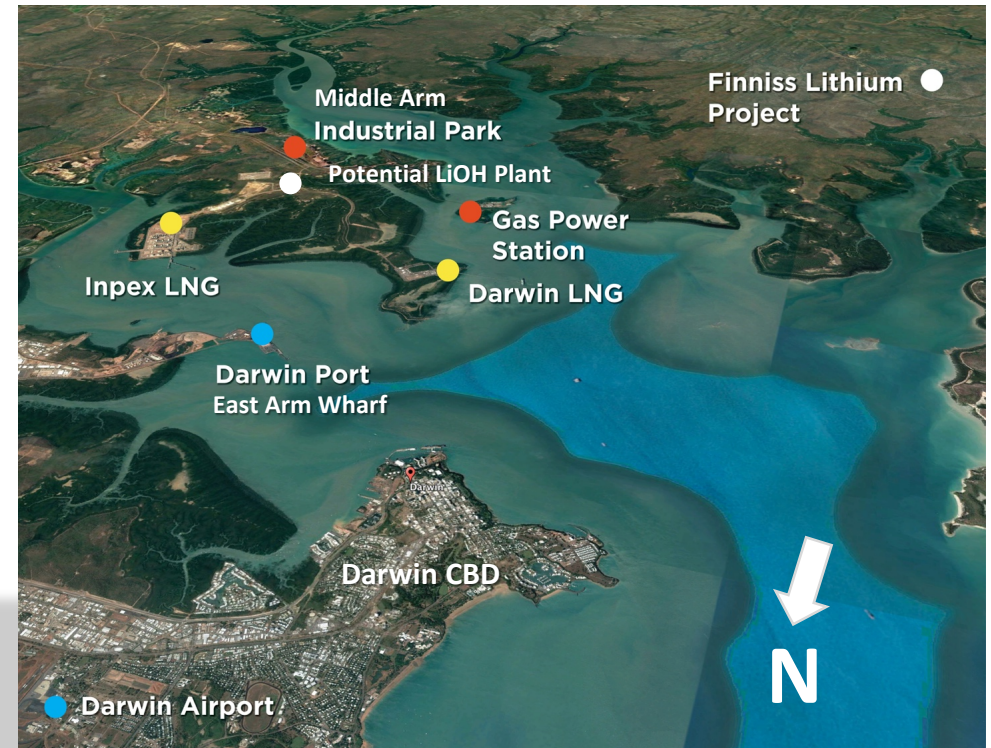 Middle Arm
Industrial Park
Finniss Lithium
Project
Potential LiOH Plant
Gas Power
Station
Inpex LNG
Darwin LNG
Darwin Port
East Arm Wharf
Darwin
Darwin CBD
N
Darwin Airport